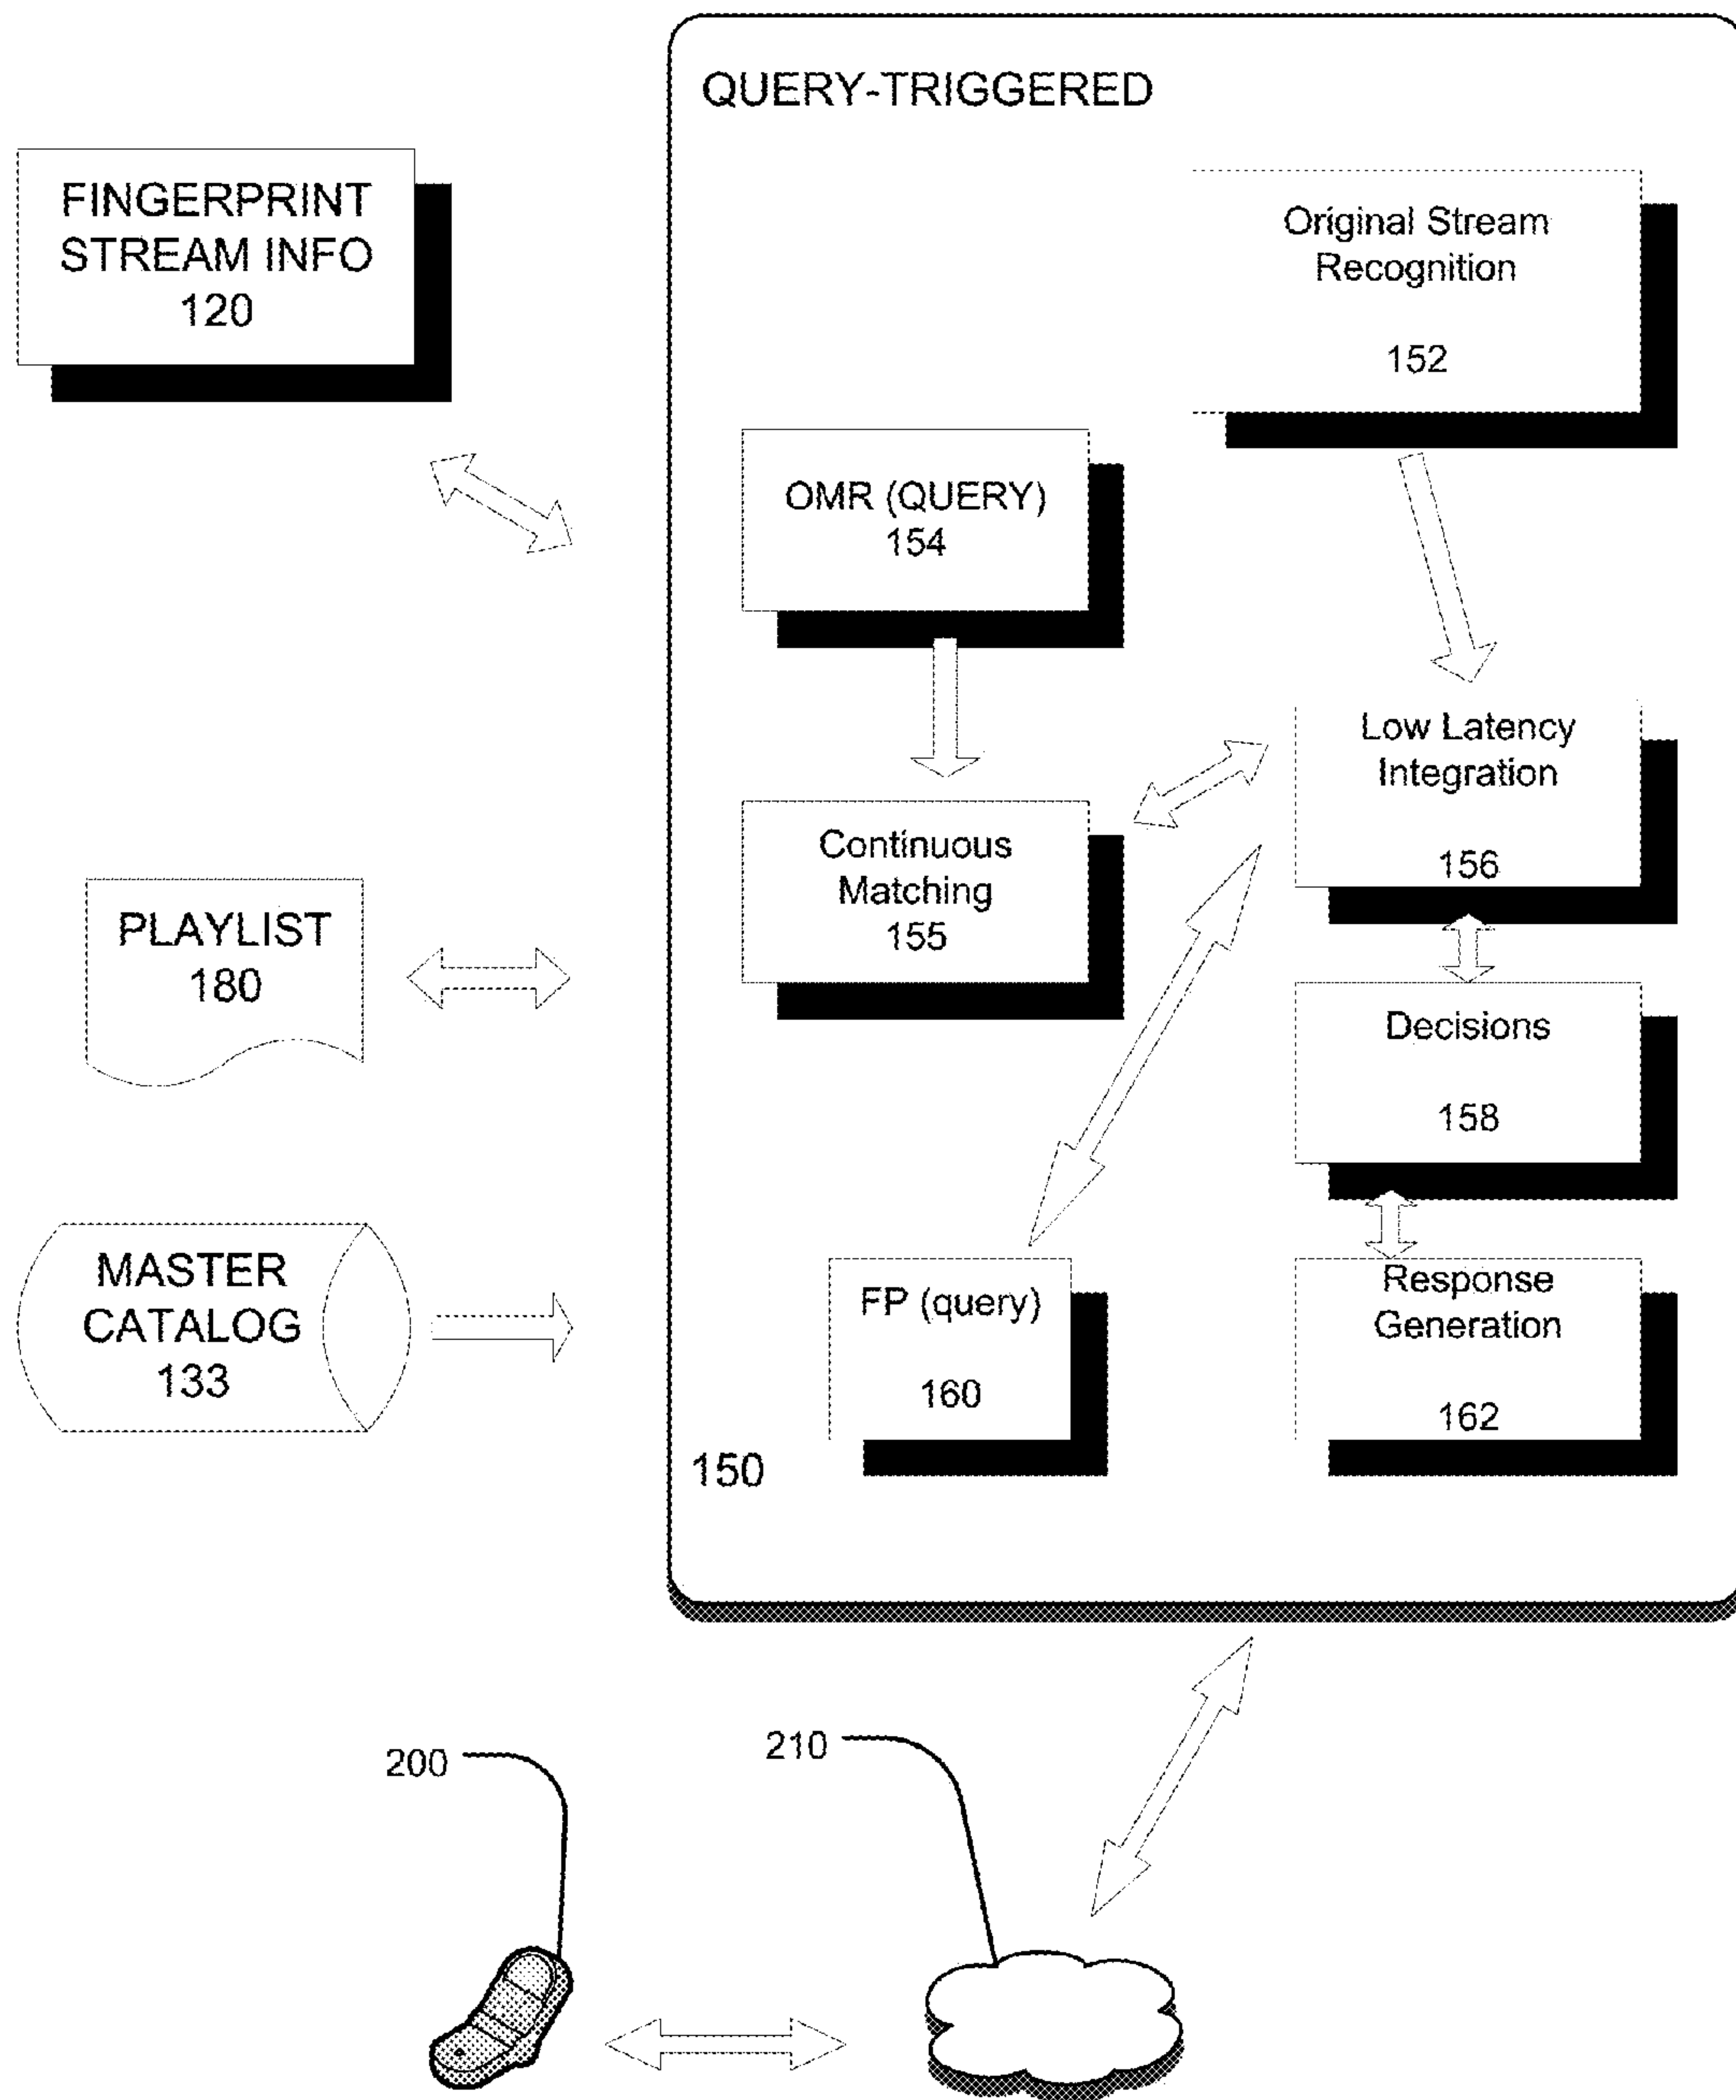 QUERY-TRIGGERED
FINGERPRINT
STREAM INFO
120
Original Stream
Recognition
152
OMR (QUERY)
154
Low Latency
Integration
156
Continuous
Matching
155
PLAYLIST
180
Decisions
158
MASTER
CATALOG
133
FP (query)
160
Response
Generation
162
150
200
210